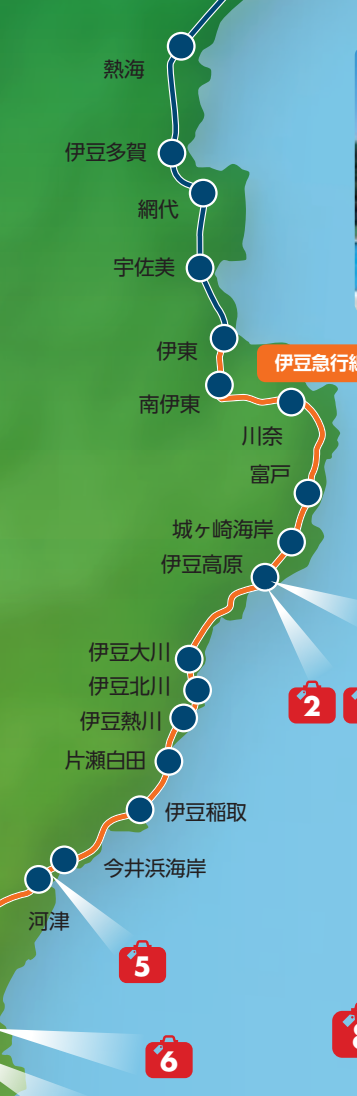 熱海
伊豆多賀
網代
宇佐美
伊東
伊豆急行線
南伊東
川奈
富戸
城ヶ崎海岸
伊豆高原
伊豆大川
伊豆北川
2
伊豆熱川
片瀬白田
伊豆稲取
今井浜海岸
河津
5
8
6